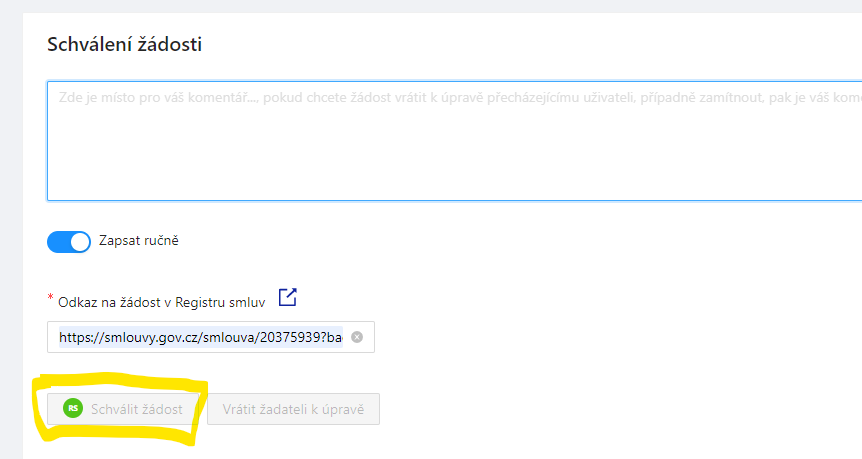 Schválení žádosti
Zde je místo pro váš komentář..., pokud chcete žádost vrátit k úpravě přecházejícímu uživateli, případně zamítnout, pak je váš kom
Zapsat ručně
* Odkaz na žádost v Registru smluv
https://smlouvy.gov.cz/smlouva/20375939?ba
RS Schválit žádost Vrátit žadateli k úpravě